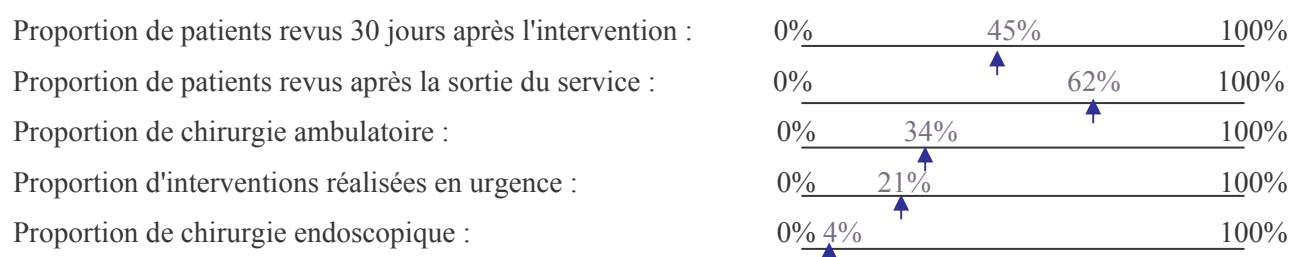 Proportion de patients revus 30 jours après l'intervention : 0% 45% 100%
Proportion de patients revus après la sortie du service : 0% 62% 100%
Proportion de chirurgie ambulatoire : 0% 34% 100%
Proportion d'interventions réalisées en urgence : 0% 21% 100%
Proportion de chirurgie endoscopique : 0% 4% 100%